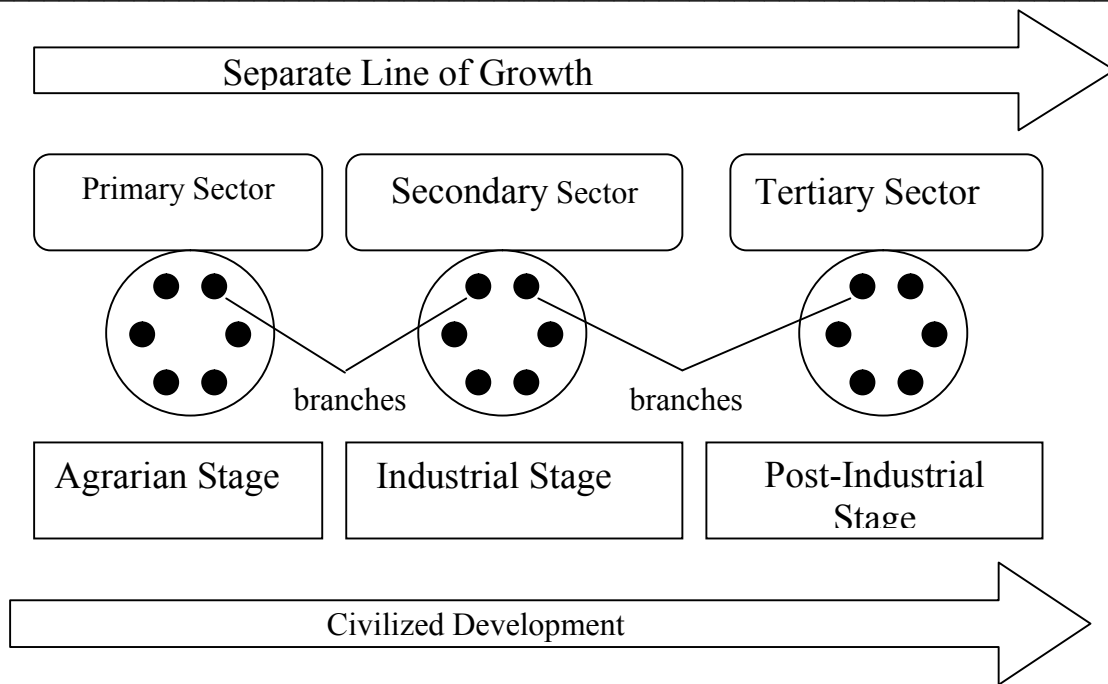 Separate Line of Growth
Primary Sector
Secondary Sector
Tertiary Sector
branches
branches
Agrarian Stage
Industrial Stage
Post-Industrial
Stage
Civilized Development